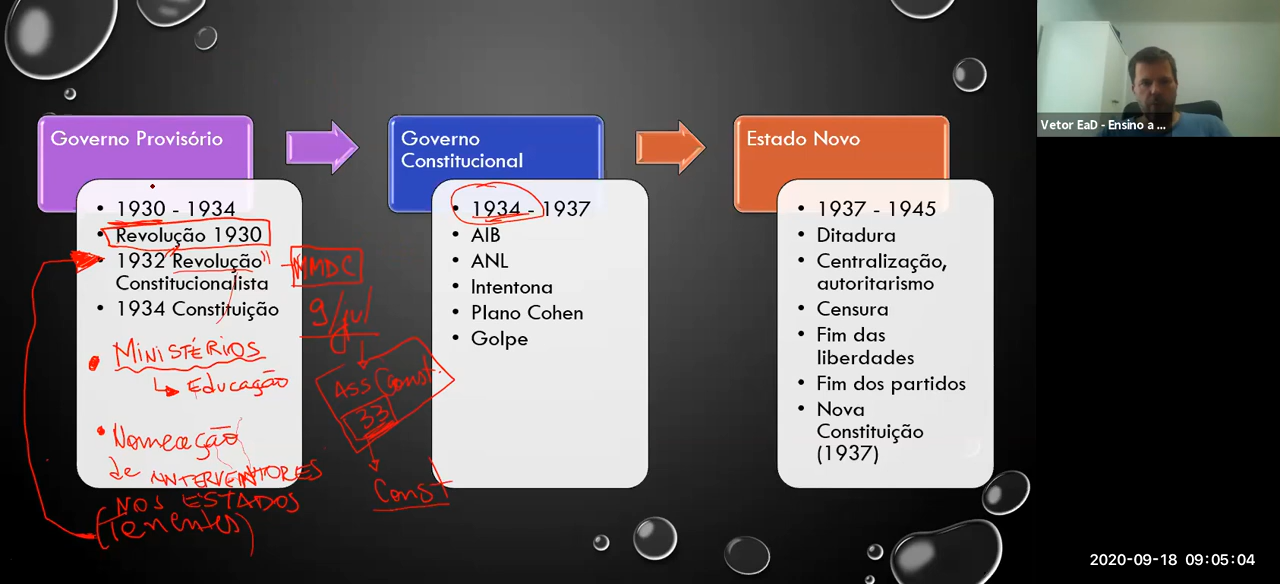 Governo Provisório
1930 - 1934
Revolução 1930
1932 "Revolução"
Constitucionalista
1934 Constituição
MINISTÉRIOS
EDUCAÇÃO
Nomeação
de INTERVENTORES
NOS ESTADOS
(Tenentes)
MMDC
9/jul
ASS Const.
33
Const
Governo
Constitucional
1934 - 1937
AIB
ANL
Intentona
Plano Cohen
Golpe
Estado Novo
1937 - 1945
Ditadura
Centralização,
autoritarismo
Censura
Fim das
liberdades
Fim dos partidos
Nova
Constituição
(1937)
Vetor EaD - Ensino a ...
2020-09-18 09:05:04